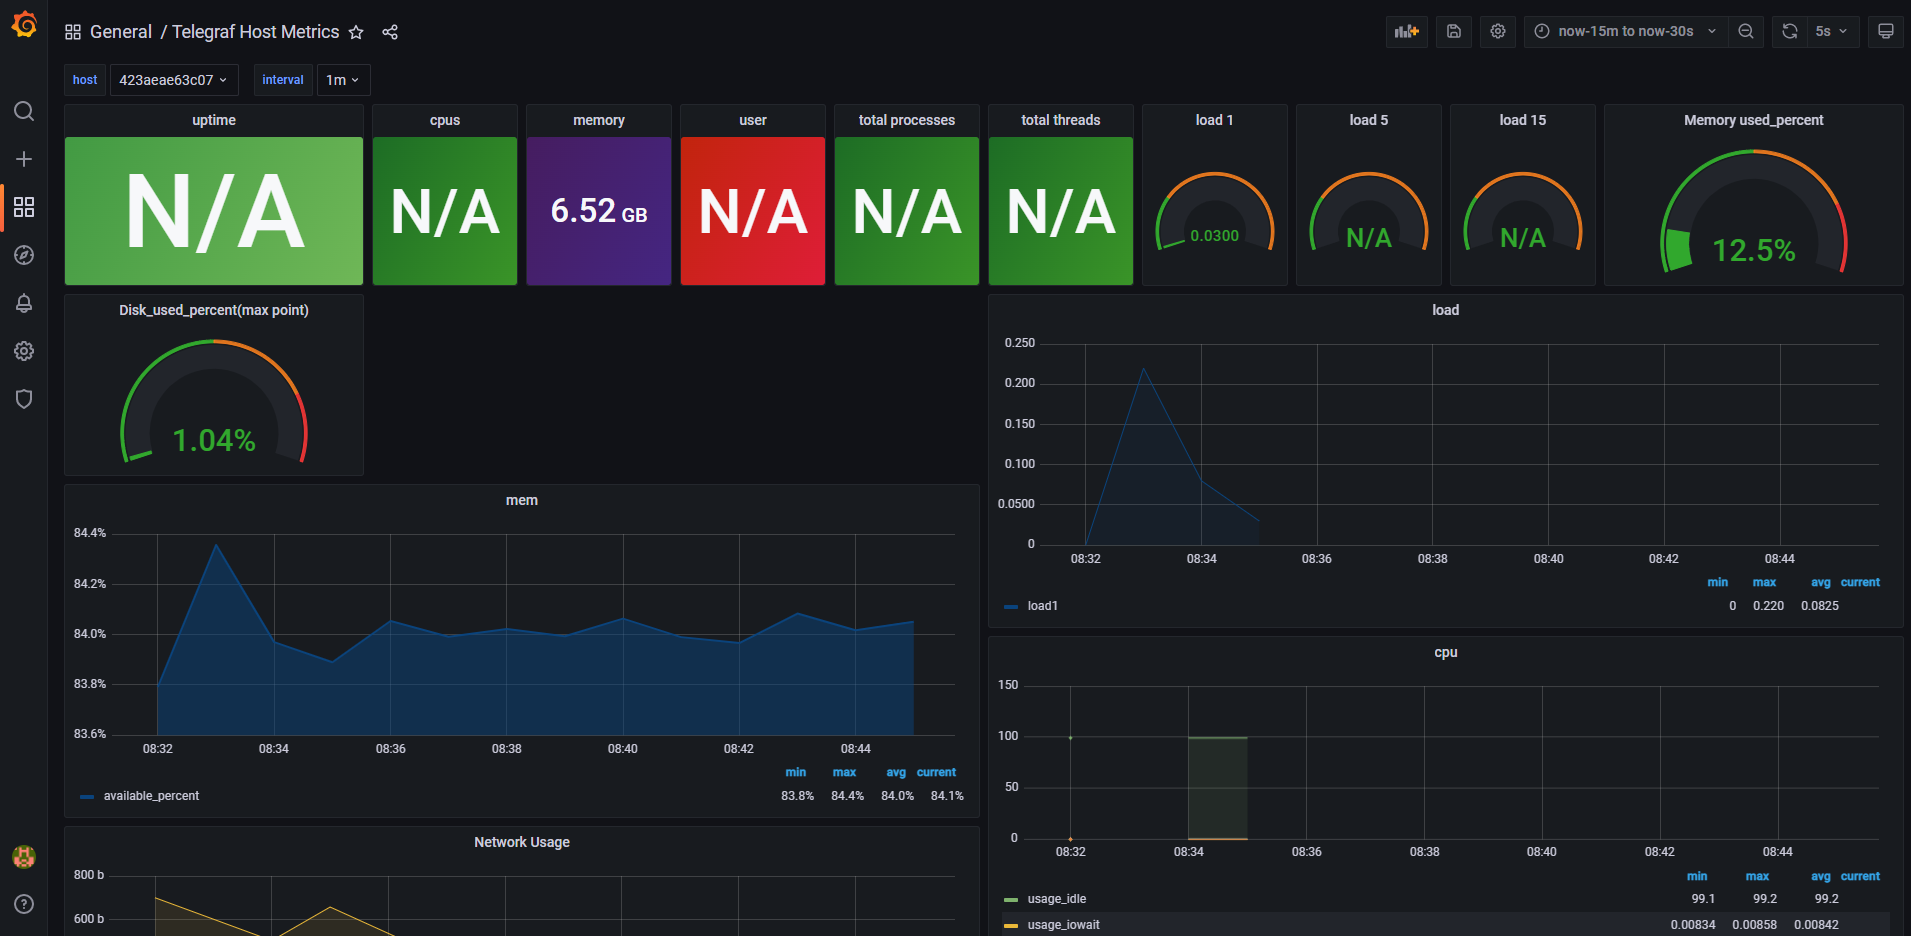 General / Telegraf Host Metrics
now-15m to now-30s
5s
host 423aeae63c07 interval 1m
uptime
N/A
cpus
N/A
memory
6.52 GB
user
N/A
total processes
N/A
total threads
N/A
load 1
0.0300
load 5
N/A
load 15
N/A
Memory used_percent
12.5%
Disk_used_percent(max point)
1.04%
load
0.250
0.200
0.150
0.100
0.0500
0
08:32 08:34 08:36 08:38 08:40 08:42 08:44
min max avg current
load1 0 0.220 0.0825
mem
84.4%
84.2%
84.0%
83.8%
83.6%
08:32 08:34 08:36 08:38 08:40 08:42 08:44
min max avg current
available_percent 83.8% 84.4% 84.0% 84.1%
cpu
150
100
50
0
08:32 08:34 08:36 08:38 08:40 08:42 08:44
min max avg current
usage_idle 99.1 99.2 99.2
usage_iowait 0.00834 0.00858 0.00842
Network Usage
800 b
600 b